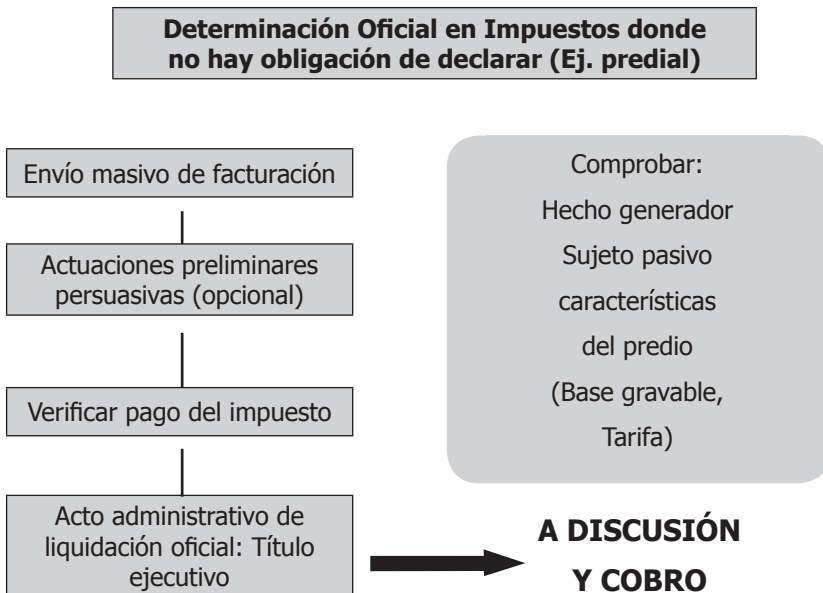 Determinación Oficial en Impuestos donde
no hay obligación de declarar (Ej. predial)
Envío masivo de facturación
Actuaciones preliminares
persuasivas (opcional)
Verificar pago del impuesto
Acto administrativo de
liquidación oficial: Título
ejecutivo
Comprobar:
Hecho generador
Sujeto pasivo
características
del predio
(Base gravable,
Tarifa)
A DISCUSIÓN
Y COBRO